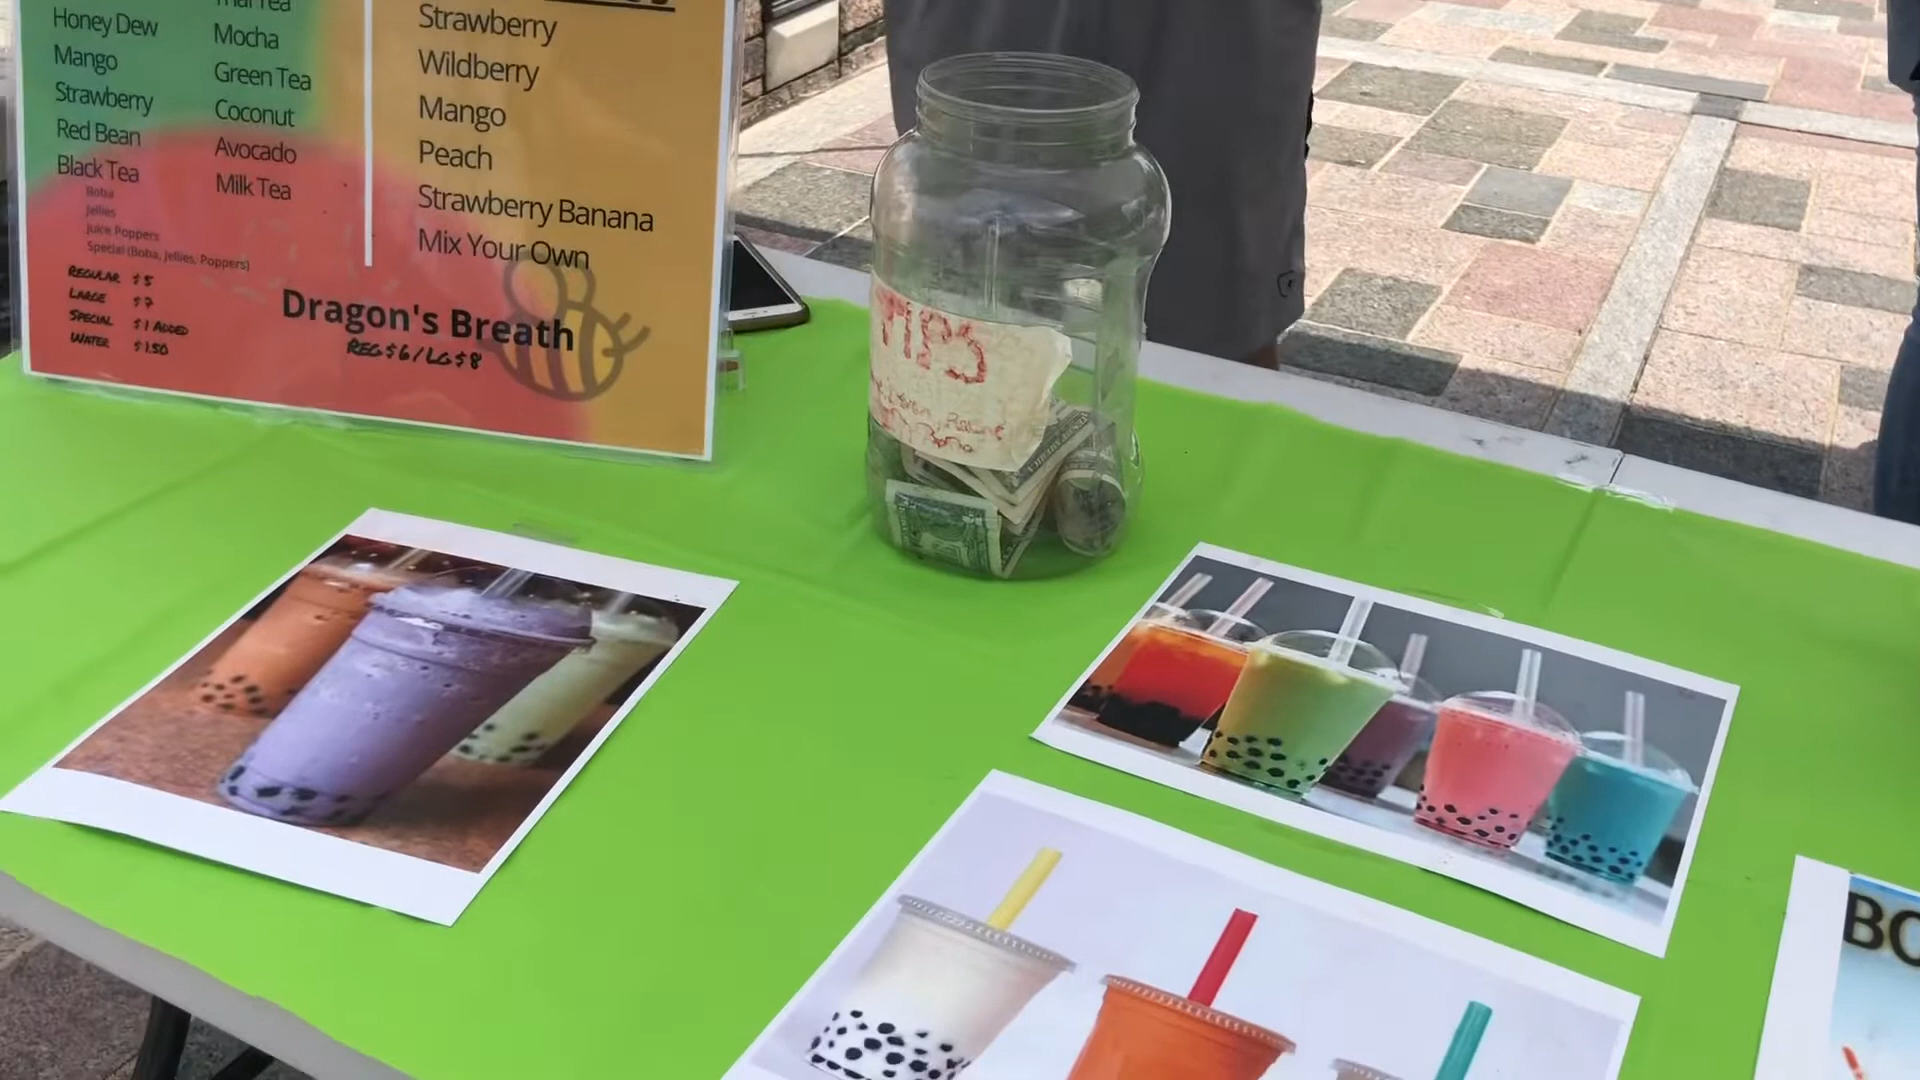 Thai Tea
Honey Dew
Mocha
Mango
Green Tea
Strawberry
Coconut
Red Bean
Avocado
Black Tea
Milk Tea
Boba
Jellies
Juice Poppers
Special (Boba, Jellies, Poppers)
REGULAR $5
LARGE $7
SPECIAL $1 ADDED
WATER $1.50
Strawberry
Wildberry
Mango
Peach
Strawberry Banana
Mix Your Own
Dragon's Breath
REG $6/LG $8
TIPS
BO